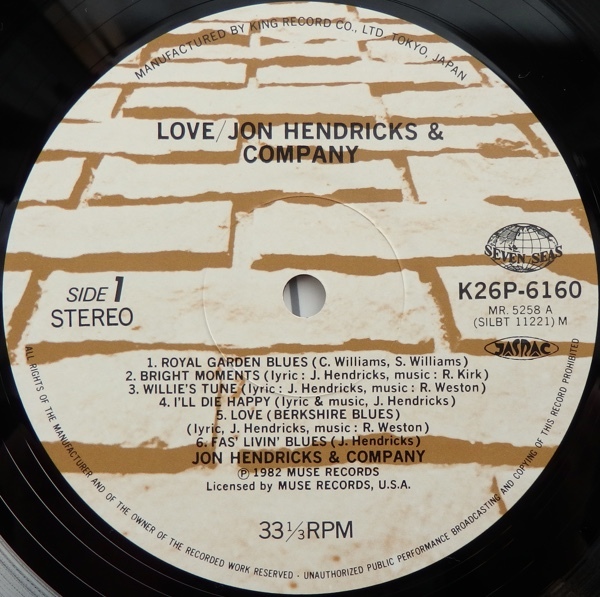 MANUFACTURED BY KING RECORD CO., LTD TOKYO, JAPAN
LOVE/JON HENDRICKS &
COMPANY
SEVEN SEAS
SIDE 1
STEREO
K26P-6160
MR. 5258 A
(SILBT 11221) M
JASRAC
1. ROYAL GARDEN BLUES (C. Williams, S. Williams)
2. BRIGHT MOMENTS (lyric : J. Hendricks, music : R. Kirk)
3. WILLIE'S TUNE (lyric : J. Hendricks, music : R. Weston)
4. I'LL DIE HAPPY (lyric & music, J. Hendricks)
5. LOVE (BERKSHIRE BLUES)
(lyric, J. Hendricks, music : R. Weston)
6. FAS' LIVIN' BLUES (J. Hendricks)
JON HENDRICKS & COMPANY
Ⓟ 1982 MUSE RECORDS
Licensed by MUSE RECORDS, U.S.A.
33 1/3 RPM
ALL RIGHTS OF THE MANUFACTURER AND OF THE OWNER OF THE RECORDED WORK RESERVED - UNAUTHORIZED PUBLIC PERFORMANCE BROADCASTING AND COPYING OF THIS RECORD PROHIBITED